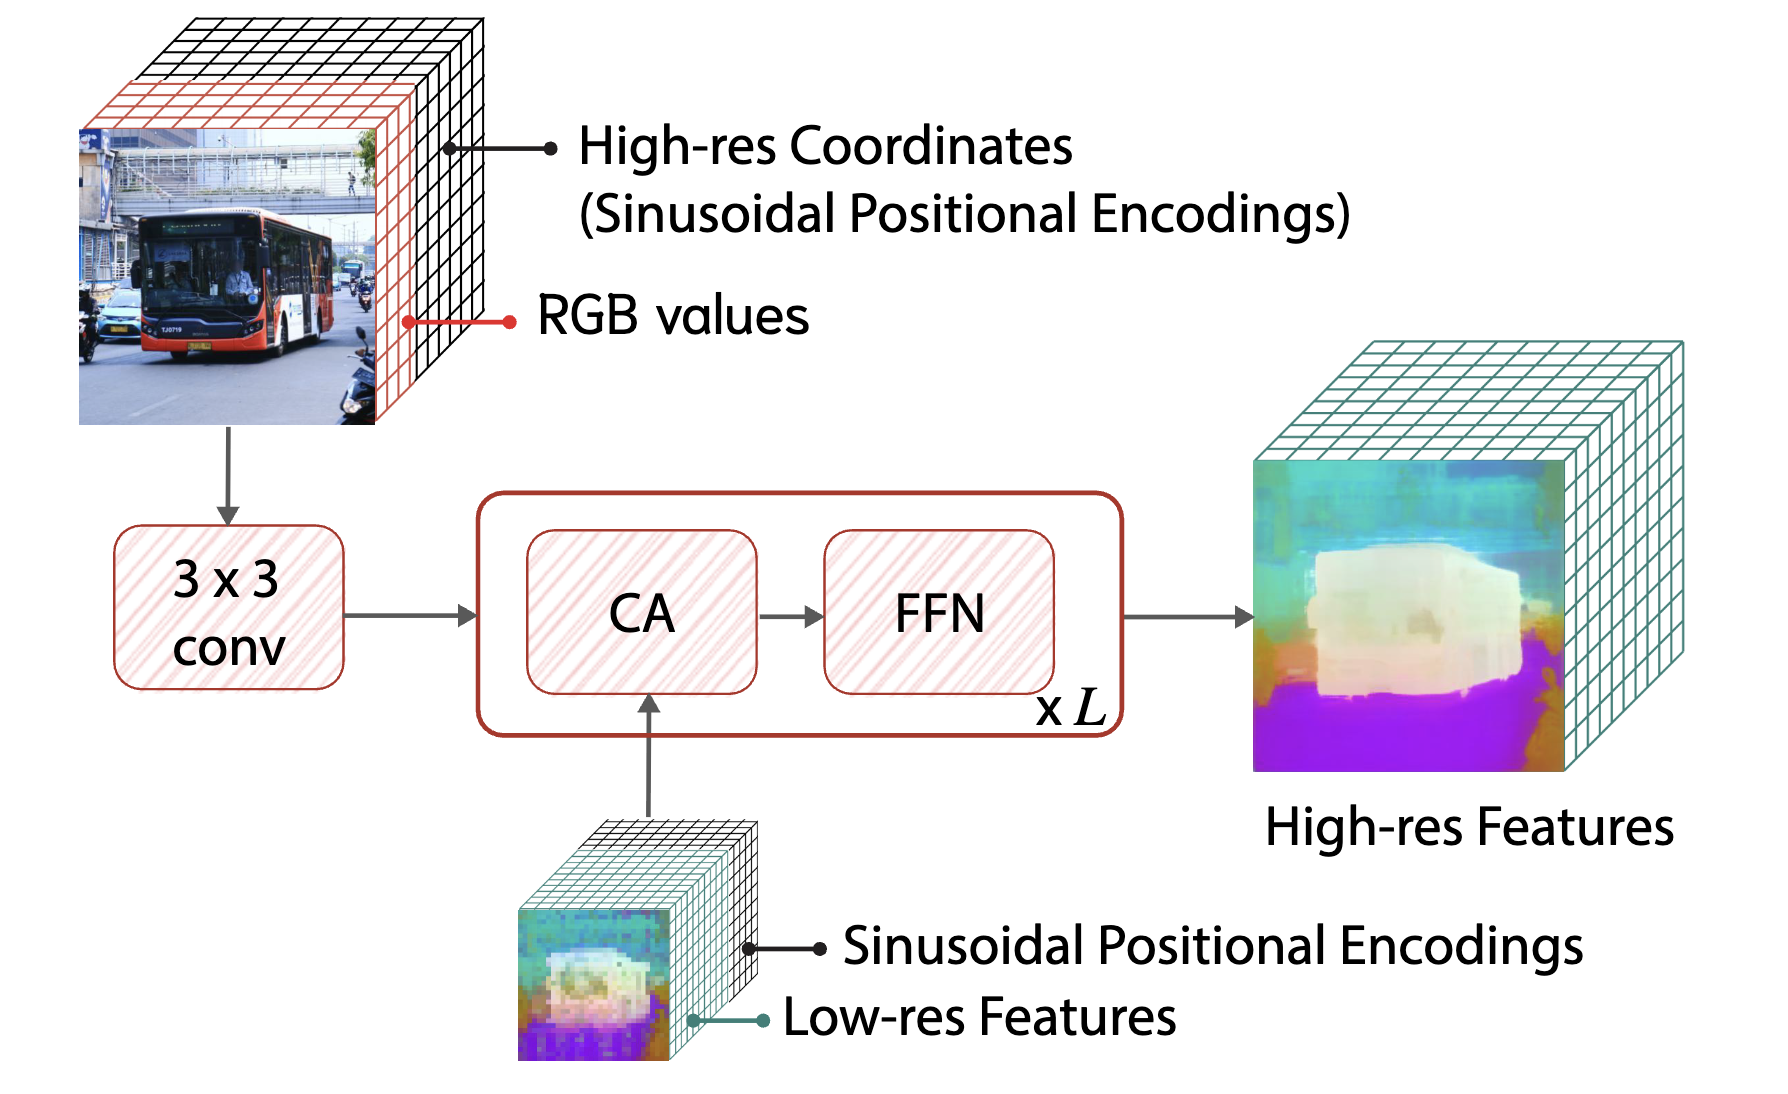 High-res Coordinates
(Sinusoidal Positional Encodings)
RGB values
TJ0719
3 x 3
conv
CA
FFN
x L
High-res Features
Sinusoidal Positional Encodings
Low-res Features